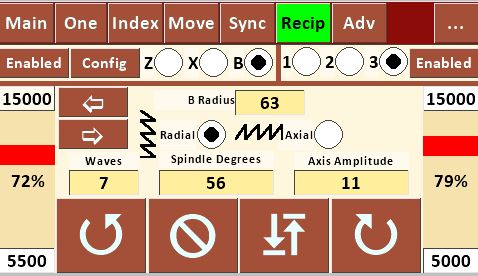 Main One Index Move Sync Recip Adv ...
Enabled Config Z X B 1 2 3 Enabled
15000 B Radius 63 15000
Radial Axial
Waves Spindle Degrees Axis Amplitude
72% 7 56 11 79%
5500 5000